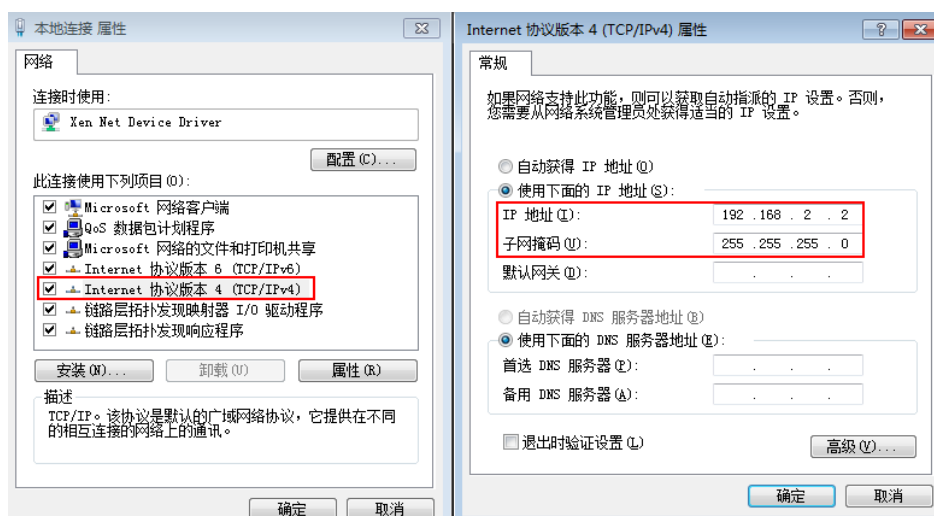 本地连接 属性
网络
连接时使用:
Xen Net Device Driver
配置(C)...
此连接使用下列项目(O):
Microsoft 网络客户端
QoS 数据包计划程序
Microsoft 网络的文件和打印机共享
Internet 协议版本 6 (TCP/IPv6)
Internet 协议版本 4 (TCP/IPv4)
链路层拓扑发现映射器 I/O 驱动程序
链路层拓扑发现响应程序
安装(N)...
卸载(U)
属性(R)
描述
TCP/IP。该协议是默认的广域网络协议，它提供在不同
的相互连接的网络上的通讯。
确定
取消
Internet 协议版本 4 (TCP/IPv4) 属性
常规
如果网络支持此功能，则可以获取自动指派的 IP 设置。否则，
您需要从网络系统管理员处获得适当的 IP 设置。
自动获得 IP 地址(O)
使用下面的 IP 地址(S):
IP 地址(I): 192 .168 . 2 . 2
子网掩码(U): 255 .255 .255 . 0
默认网关(D): . . .
自动获得 DNS 服务器地址(B)
使用下面的 DNS 服务器地址(E):
首选 DNS 服务器(P): . . .
备用 DNS 服务器(A): . . .
退出时验证设置(L)
高级(V)...
确定
取消